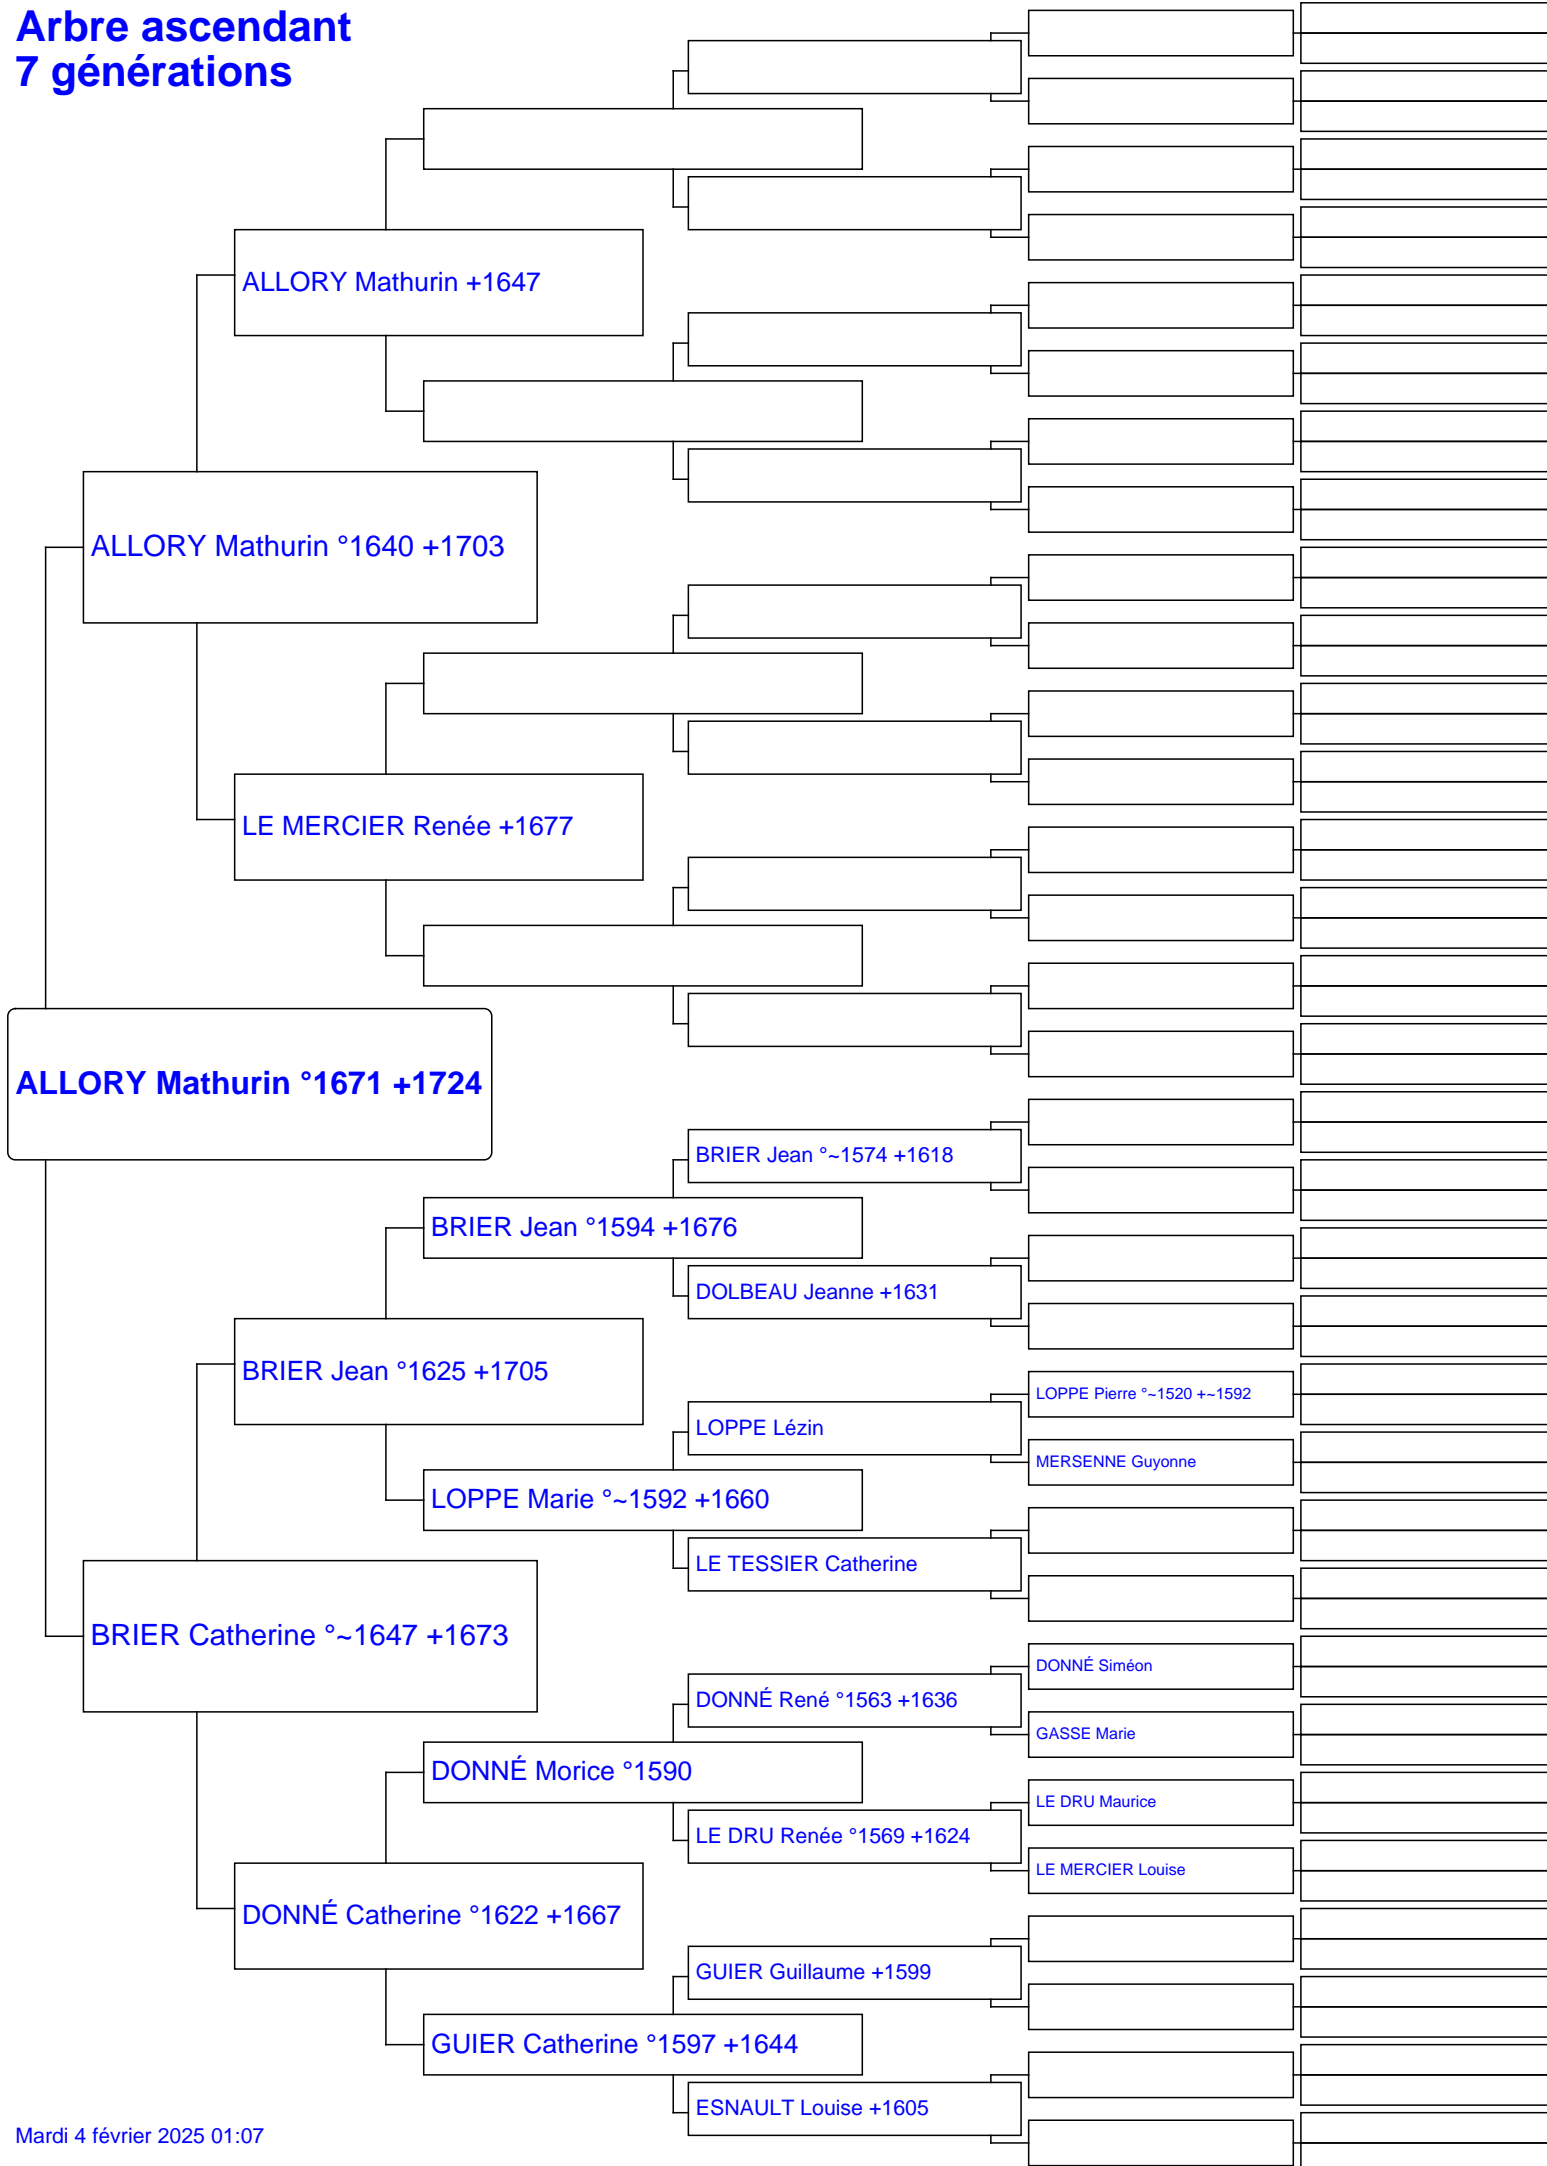 Arbre ascendant
7 générations
ALLORY Mathurin +1647
ALLORY Mathurin °1640 +1703
LE MERCIER Renée +1677
ALLORY Mathurin °1671 +1724
BRIER Jean °~1574 +1618
BRIER Jean °1594 +1676
DOLBEAU Jeanne +1631
BRIER Jean °1625 +1705
LOPPE Pierre °~1520 +~1592
LOPPE Lézin
MERSENNE Guyonne
LOPPE Marie °~1592 +1660
LE TESSIER Catherine
BRIER Catherine °~1647 +1673
DONNÉ Siméon
DONNÉ René °1563 +1636
GASSE Marie
DONNÉ Morice °1590
LE DRU Maurice
LE DRU Renée °1569 +1624
LE MERCIER Louise
DONNÉ Catherine °1622 +1667
GUIER Guillaume +1599
GUIER Catherine °1597 +1644
ESNAULT Louise +1605
Mardi 4 février 2025 01:07